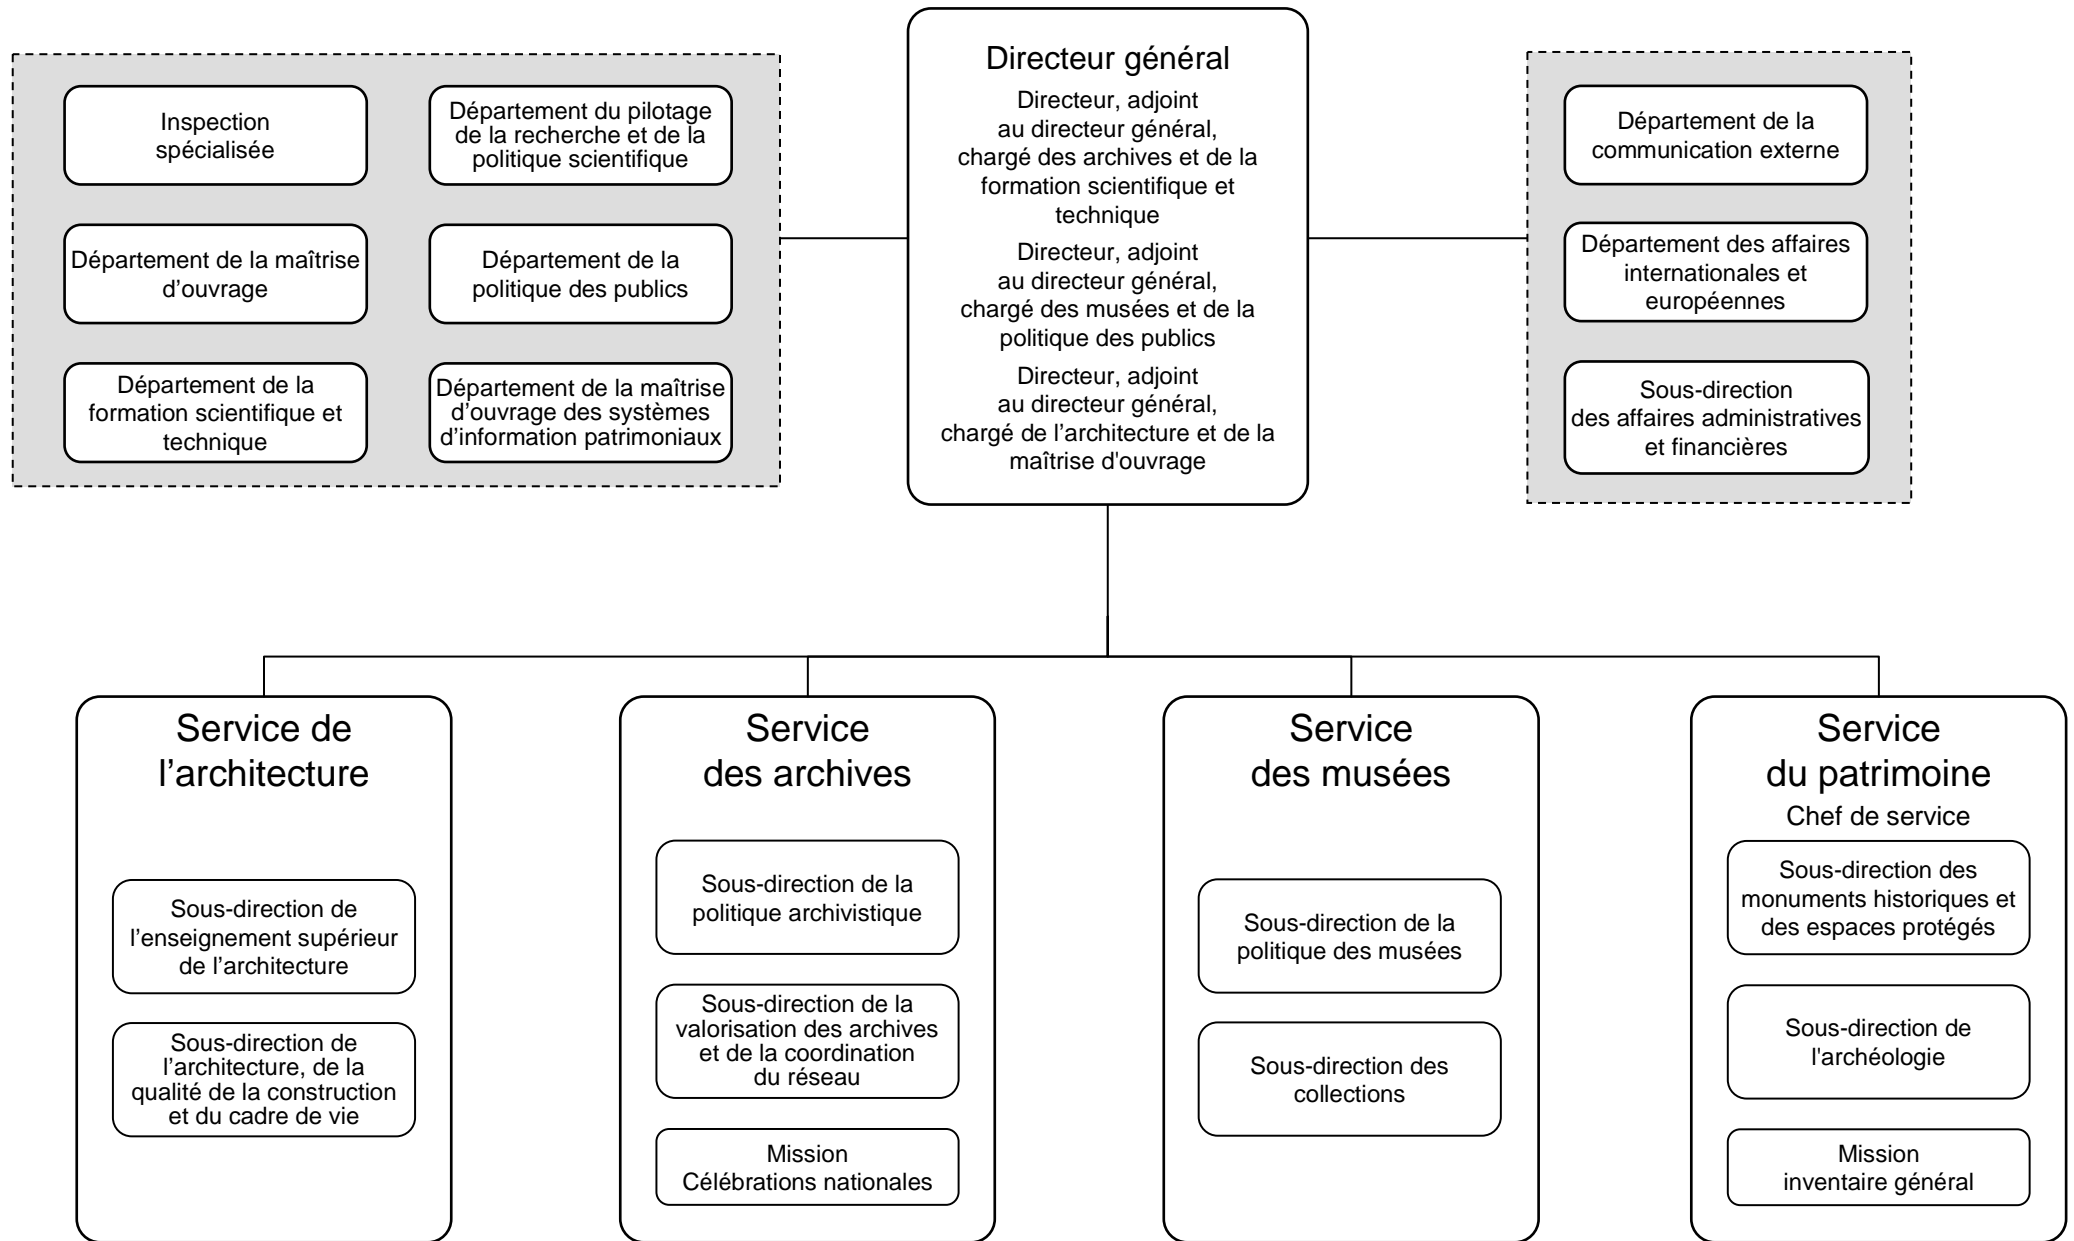 Directeur général
Directeur, adjoint
au directeur général,
chargé des archives et de la
formation scientifique et
technique
Directeur, adjoint
au directeur général,
chargé des musées et de la
politique des publics
Directeur, adjoint
au directeur général,
chargé de l’architecture et de la
maîtrise d'ouvrage
Inspection
spécialisée
Département du pilotage
de la recherche et de la
politique scientifique
Département de la maîtrise
d’ouvrage
Département de la
politique des publics
Département de la
formation scientifique et
technique
Département de la maîtrise
d’ouvrage des systèmes
d’information patrimoniaux
Département de la
communication externe
Département des affaires
internationales et
européennes
Sous-direction
des affaires administratives
et financières
Service de
l’architecture
Sous-direction de
l’enseignement supérieur
de l’architecture
Sous-direction de
l’architecture, de la
qualité de la construction
et du cadre de vie
Service
des archives
Sous-direction de la
politique archivistique
Sous-direction de la
valorisation des archives
et de la coordination
du réseau
Mission
Célébrations nationales
Service
des musées
Sous-direction de la
politique des musées
Sous-direction des
collections
Service
du patrimoine
Chef de service
Sous-direction des
monuments historiques et
des espaces protégés
Sous-direction de
l'archéologie
Mission
inventaire général